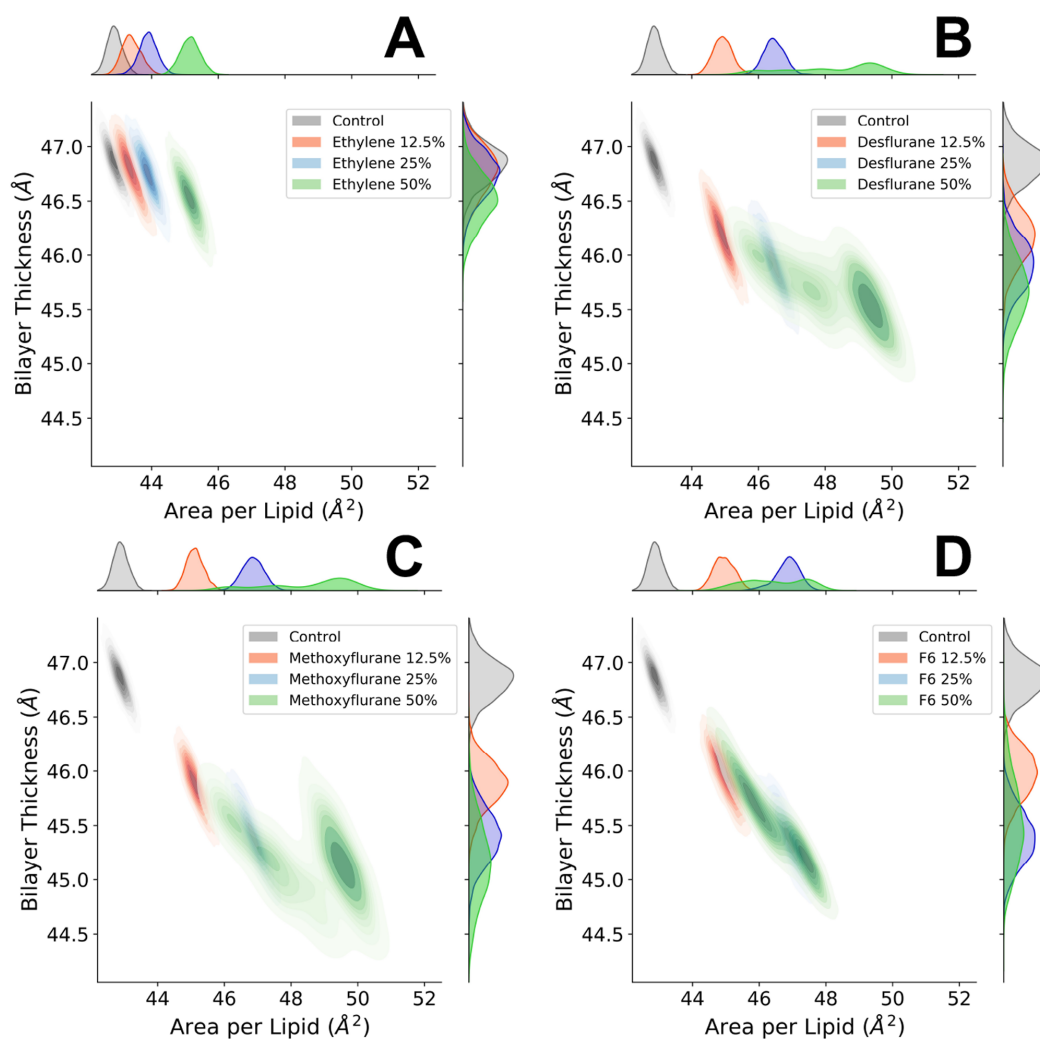 A
Control
Ethylene 12.5%
Ethylene 25%
Ethylene 50%
47.0
46.5
46.0
45.5
45.0
44.5
Bilayer Thickness (Å)
44 46 48 50 52
Area per Lipid (Å²)
B
Control
Desflurane 12.5%
Desflurane 25%
Desflurane 50%
47.0
46.5
46.0
45.5
45.0
44.5
Bilayer Thickness (Å)
44 46 48 50 52
Area per Lipid (Å²)
C
Control
Methoxyflurane 12.5%
Methoxyflurane 25%
Methoxyflurane 50%
47.0
46.5
46.0
45.5
45.0
44.5
Bilayer Thickness (Å)
44 46 48 50 52
Area per Lipid (Å²)
D
Control
F6 12.5%
F6 25%
F6 50%
47.0
46.5
46.0
45.5
45.0
44.5
Bilayer Thickness (Å)
44 46 48 50 52
Area per Lipid (Å²)